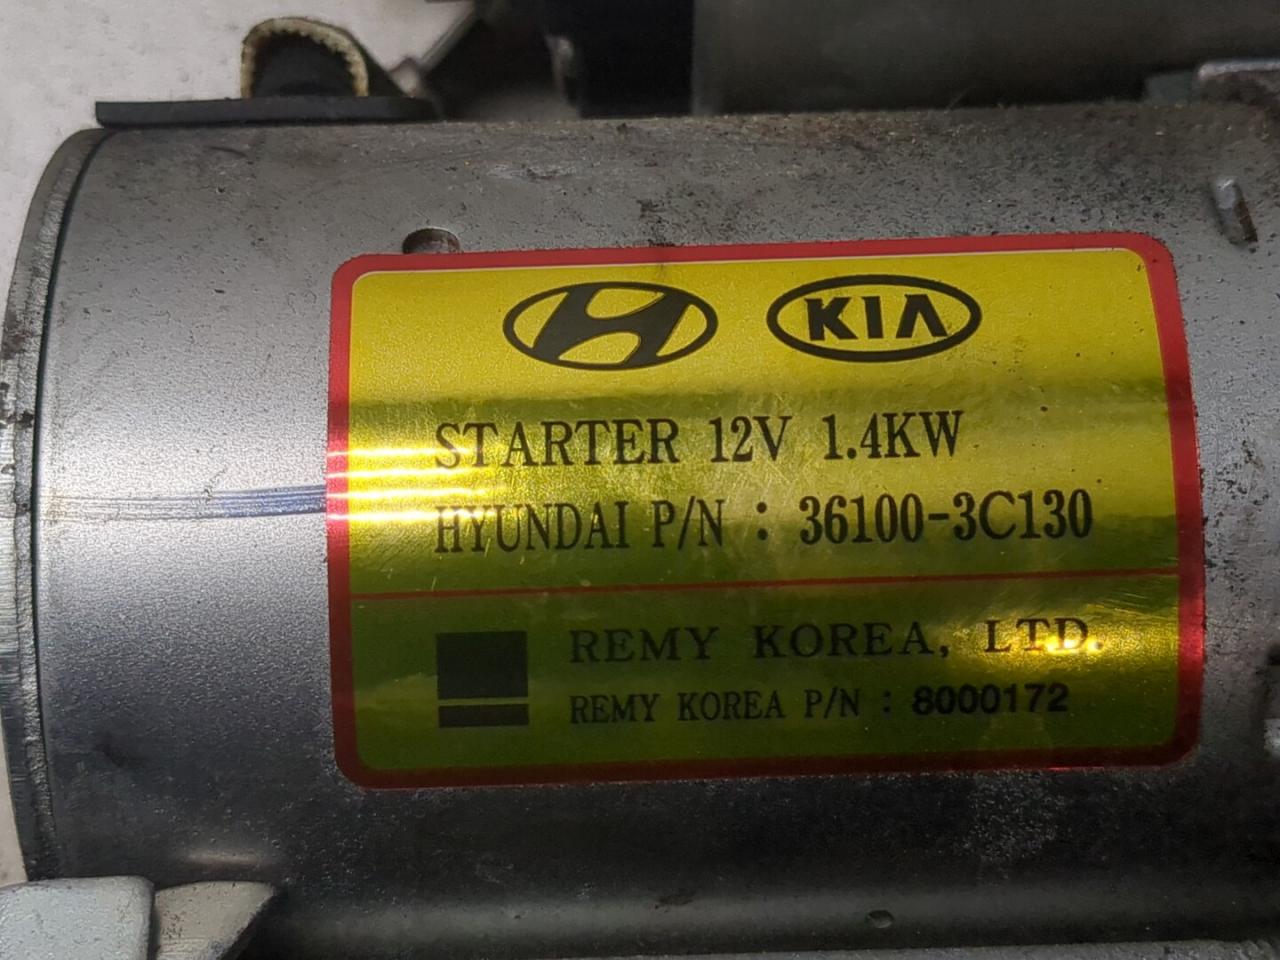 KIA
STARTER 12V 1.4KW
HYUNDAI P/N : 36100-3C130
REMY KOREA, LTD.
REMY KOREA P/N : 8000172